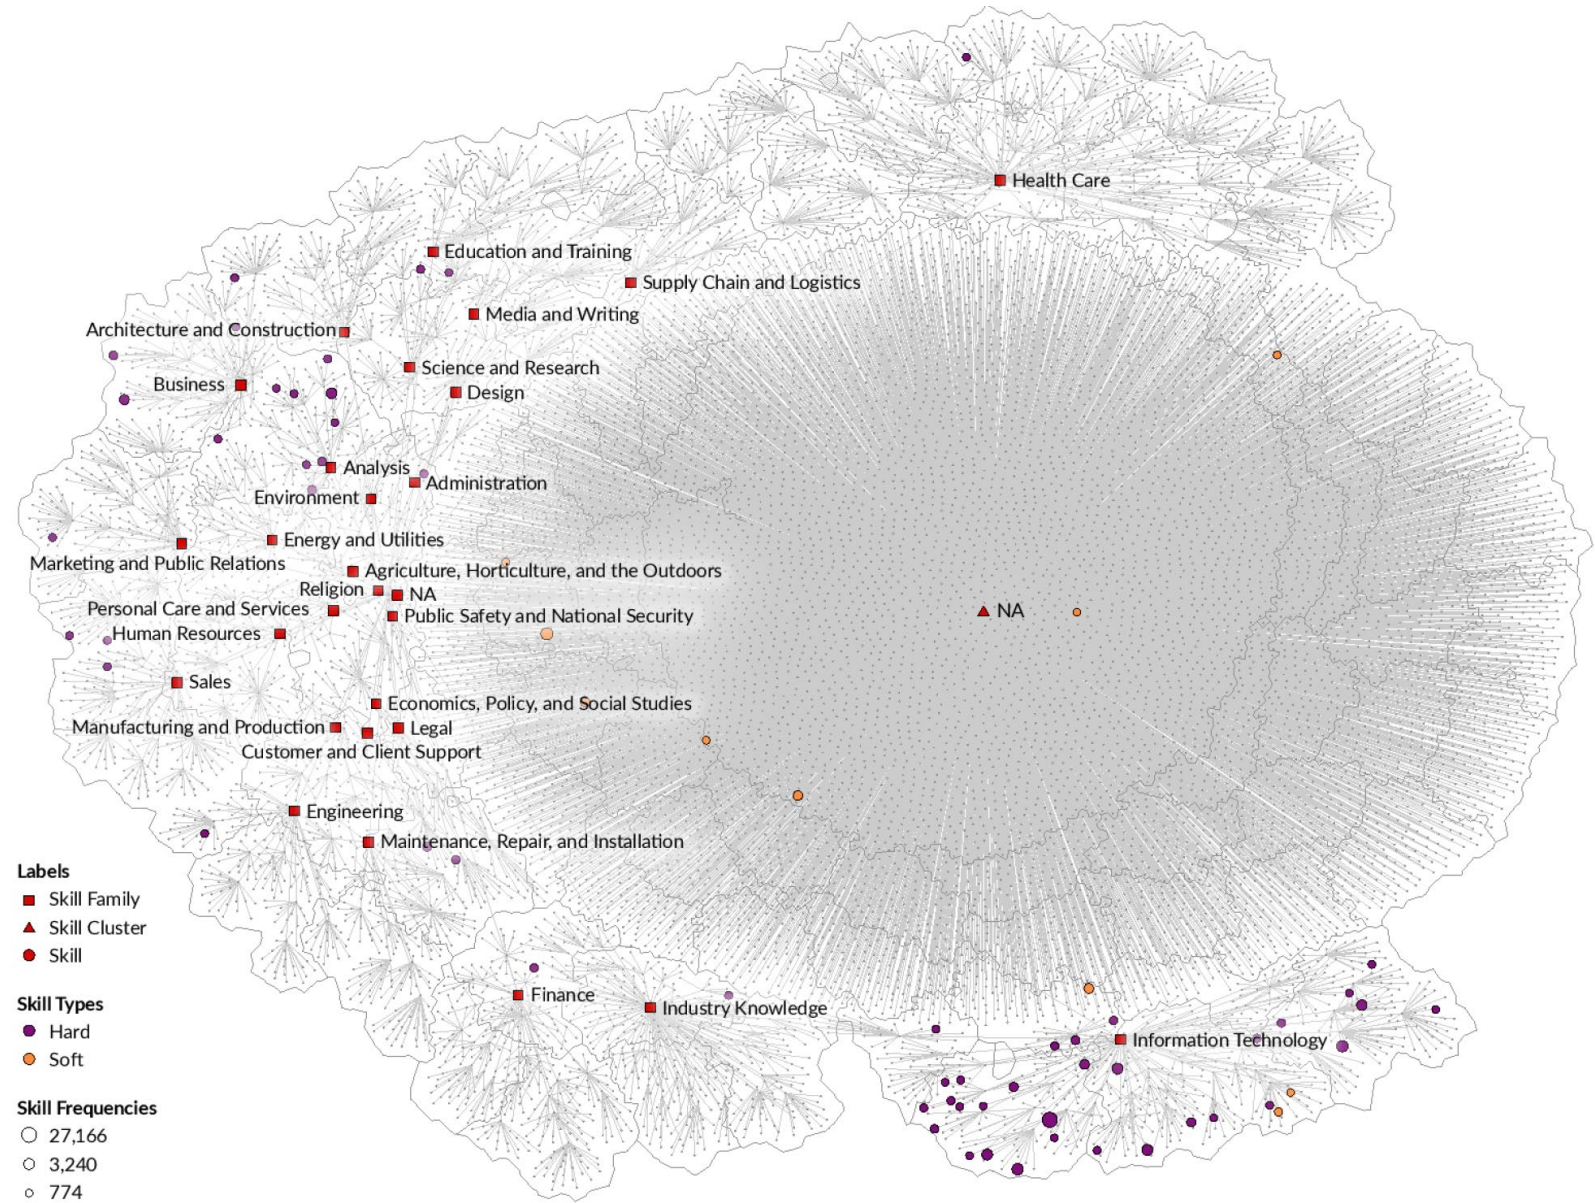 Health Care
Education and Training
Supply Chain and Logistics
Media and Writing
Architecture and Construction
Science and Research
Business
Design
Analysis
Administration
Environment
Energy and Utilities
Marketing and Public Relations
Agriculture, Horticulture, and the Outdoors
Religion
NA
Personal Care and Services
NA
Public Safety and National Security
Human Resources
Sales
Economics, Policy, and Social Studies
Manufacturing and Production
Legal
Customer and Client Support
Engineering
Maintenance, Repair, and Installation
Finance
Industry Knowledge
Information Technology
Labels
Skill Family
Skill Cluster
Skill
Skill Types
Hard
Soft
Skill Frequencies
27,166
3,240
774